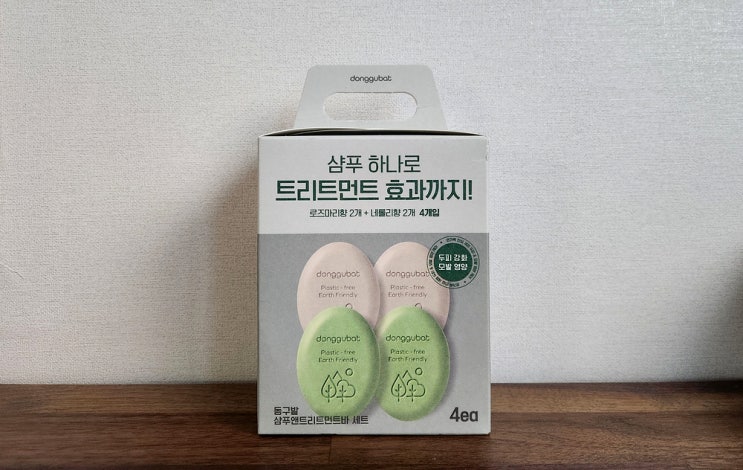 donggubat
샴푸 하나로
트리트먼트 효과까지!
로즈마리향 2개 + 네롤리향 2개 4개입
두피 강화
모발 영양
donggubat
Plastic-free
Earth Friendly
donggubat
Plastic-free
Earth Friendly
donggubat
Plastic-free
Earth Friendly
donggubat
Plastic-free
Earth Friendly
동구밭
샴푸앤트리트먼트바 세트
4ea